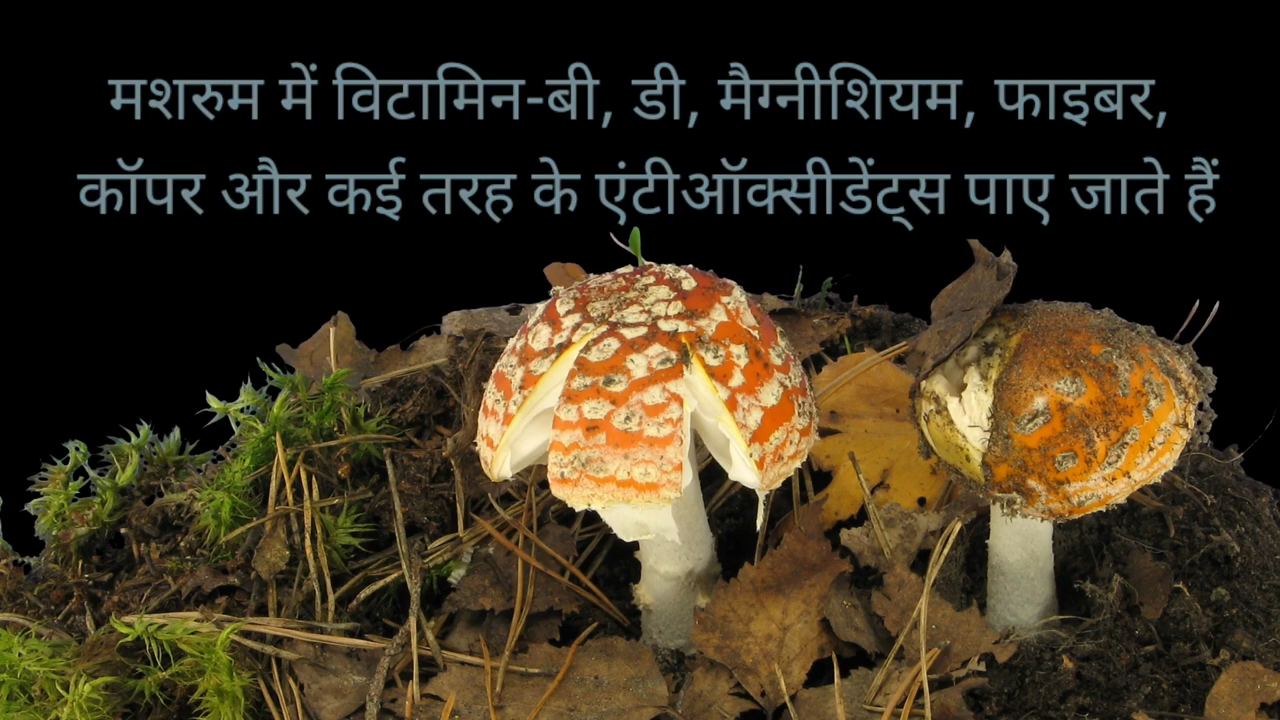 मशरुम में विटामिन-बी, डी, मैग्नीशियम, फाइबर,
कॉपर और कई तरह के एंटीऑक्सीडेंट्स पाए जाते हैं